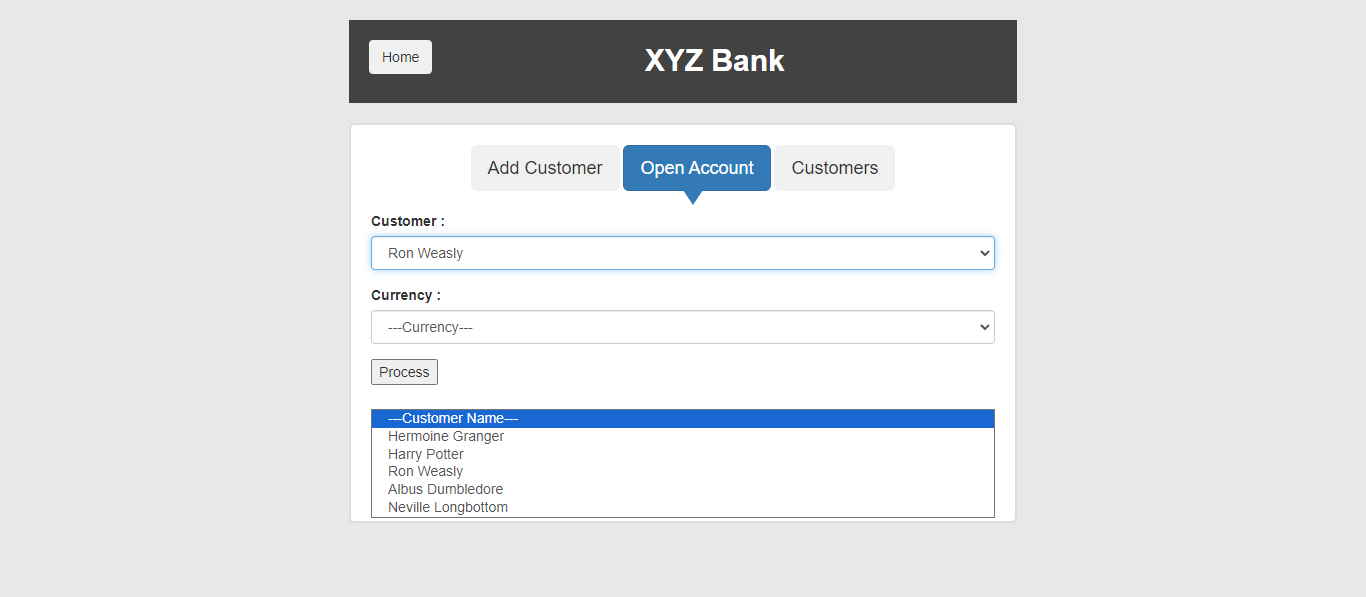 Home
XYZ Bank
Add Customer
Open Account
Customers
Customer :
Ron Weasly
Currency :
---Currency---
Process
---Customer Name---
Hermoine Granger
Harry Potter
Ron Weasly
Albus Dumbledore
Neville Longbottom